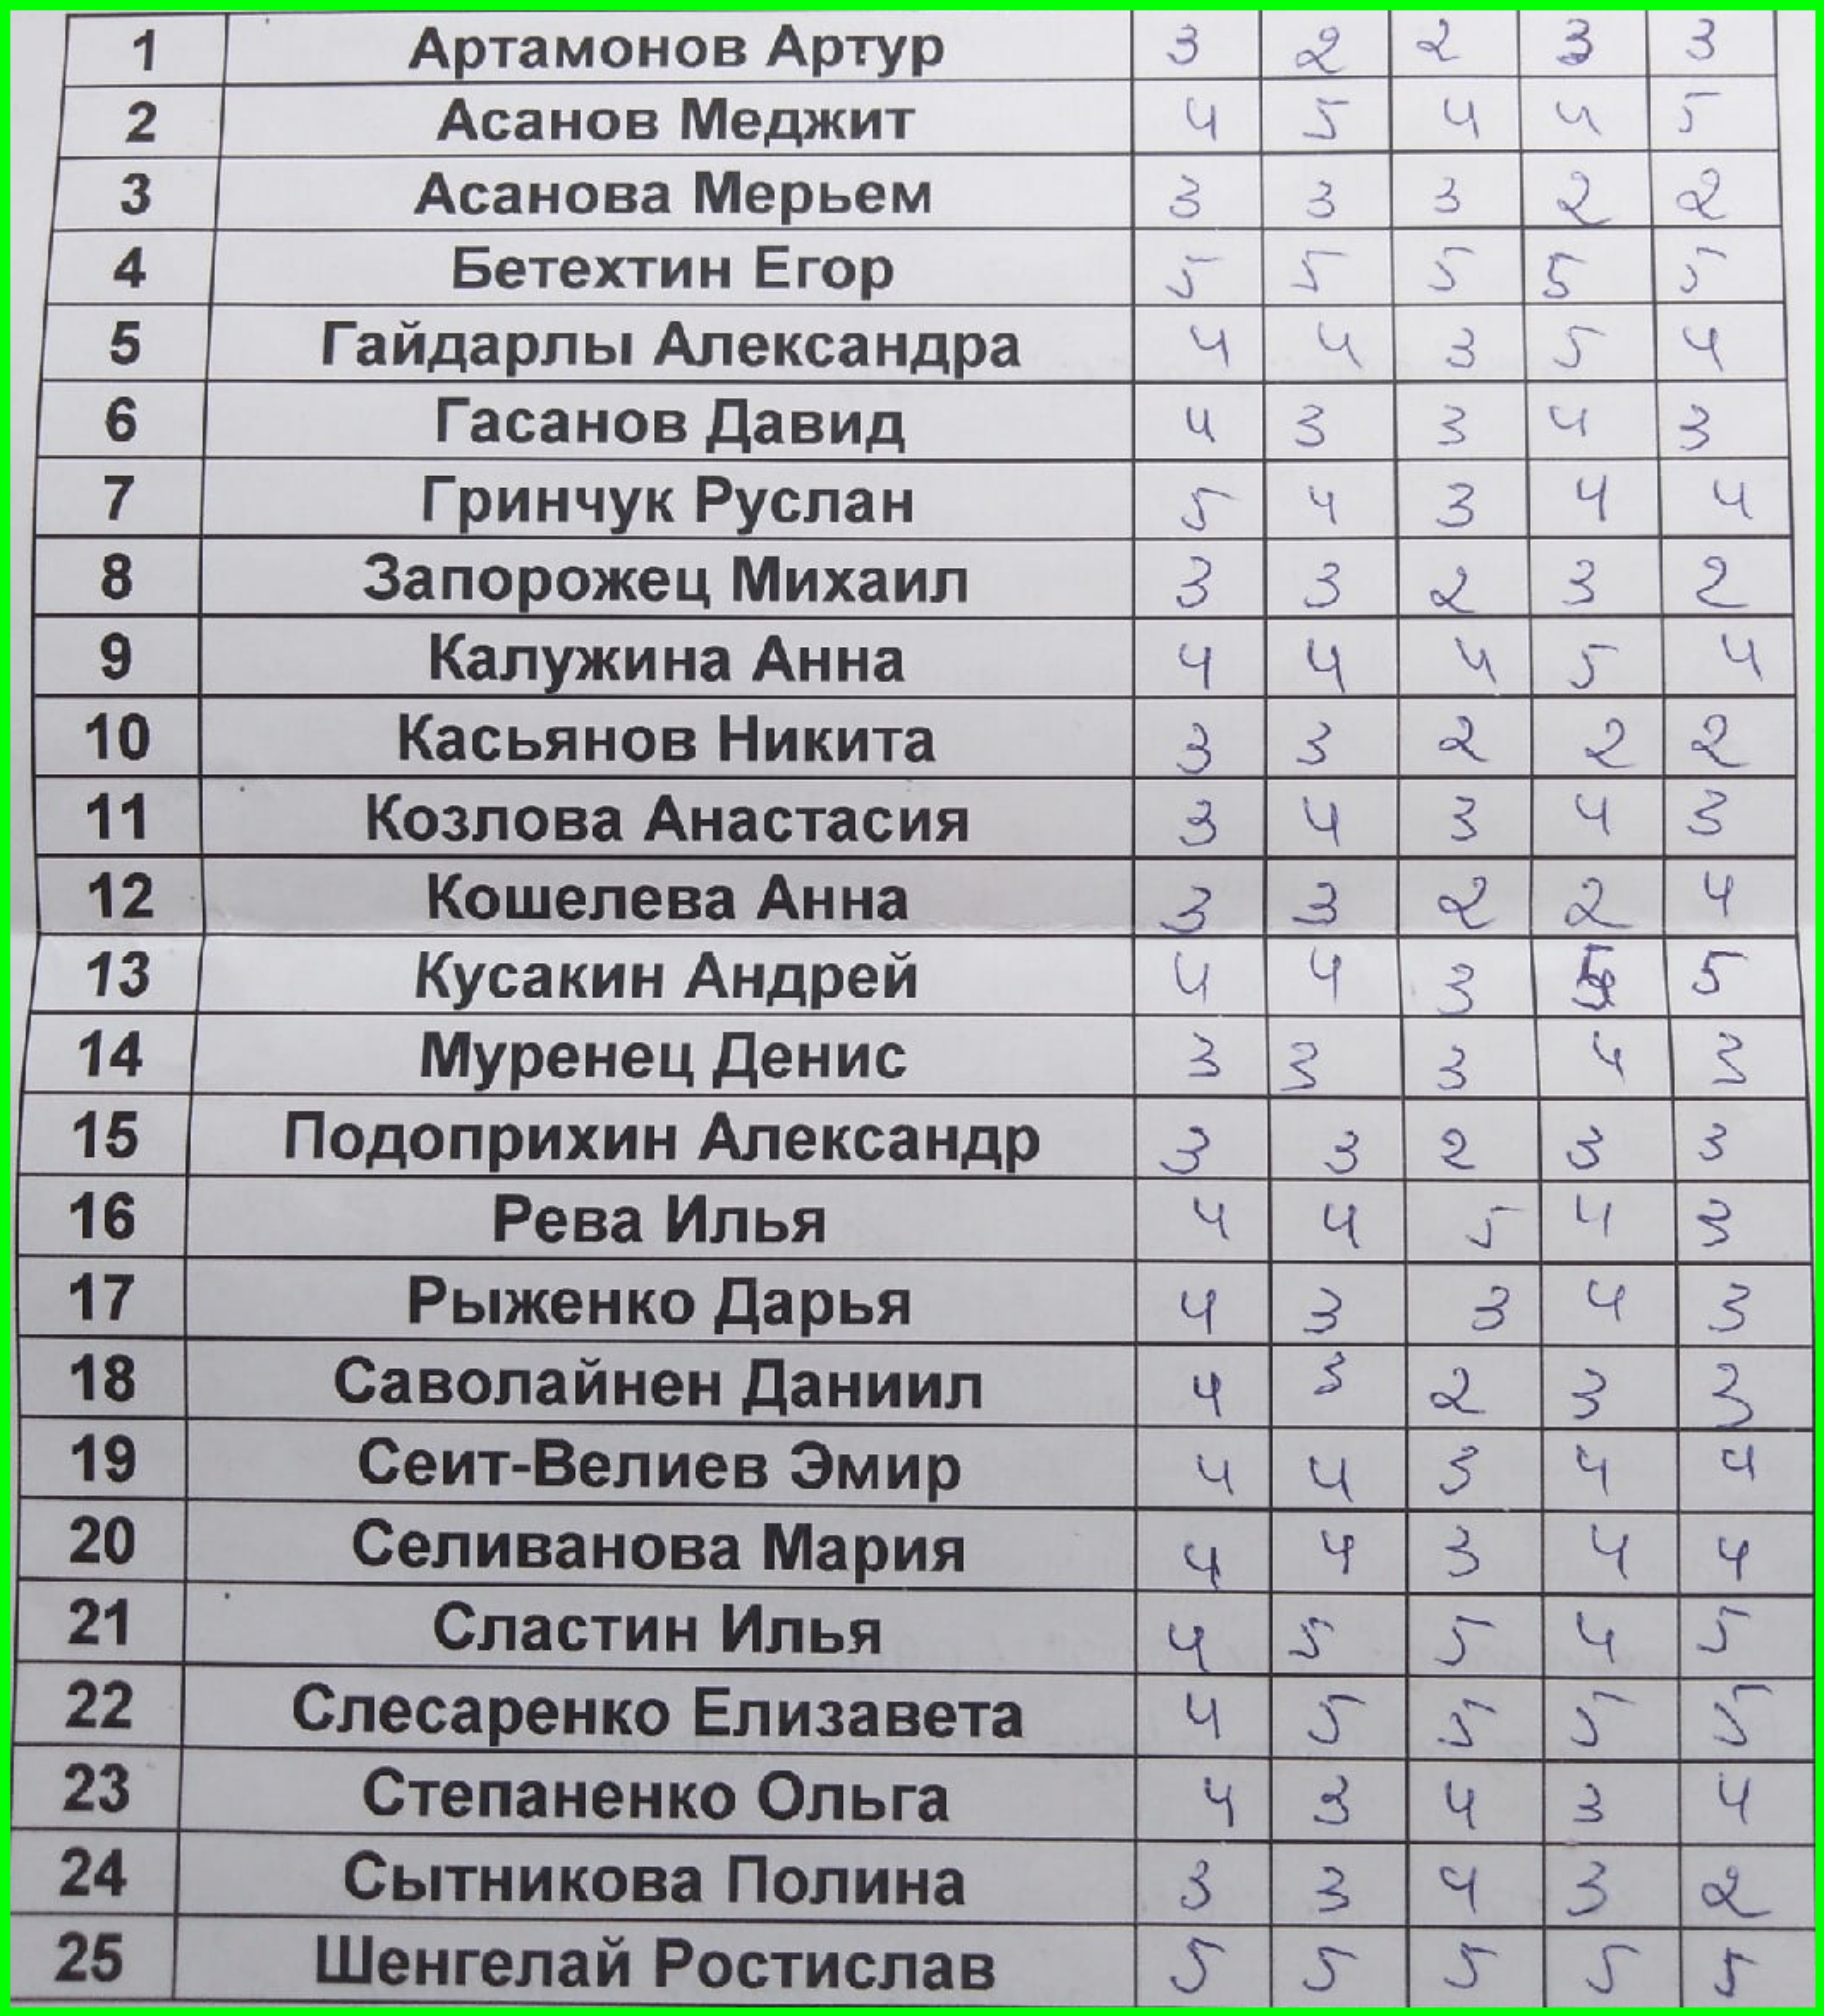 1 Артамонов Артур 3 2 2 3 3
2 Асанов Меджит 4 5 4 4 5
3 Асанова Мерьем 3 3 3 2 2
4 Бетехтин Егор 5 5 5 5 5
5 Гайдарлы Александра 4 4 3 5 4
6 Гасанов Давид 4 3 3 4 3
7 Гринчук Руслан 5 4 3 4 4
8 Запорожец Михаил 3 3 2 3 2
9 Калужина Анна 4 4 4 5 4
10 Касьянов Никита 3 3 2 2 2
11 Козлова Анастасия 3 4 3 4 3
12 Кошелева Анна 3 3 2 2 4
13 Кусакин Андрей 4 4 3 5 5
14 Муренец Денис 3 3 3 4 3
15 Подоприхин Александр 3 3 2 3 3
16 Рева Илья 4 4 5 4 3
17 Рыженко Дарья 4 3 3 4 3
18 Саволайнен Даниил 4 3 2 3 3
19 Сеит-Велиев Эмир 4 4 3 4 4
20 Селиванова Мария 4 4 3 4 4
21 Сластин Илья 4 5 5 4 5
22 Слесаренко Елизавета 4 5 5 5 5
23 Степаненко Ольга 4 3 4 3 4
24 Сытникова Полина 3 3 4 3 2
25 Шенгелай Ростислав 5 5 5 5 5